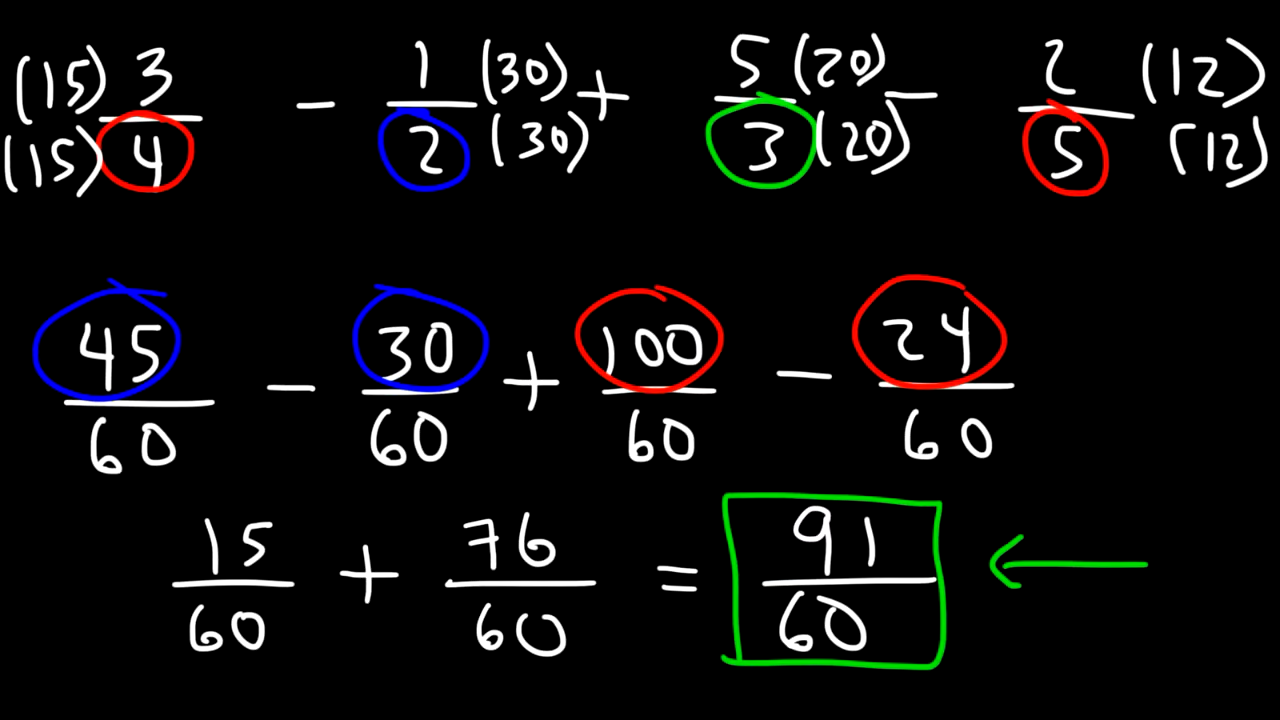 (15) 3 - 1 (30) + 5 (20) - 2 (12)
(15) 4 2 (30) 3 (20) 5 (12)
45 - 30 + 100 - 24
60 60 60 60
15 + 76 = 91
60 60 60